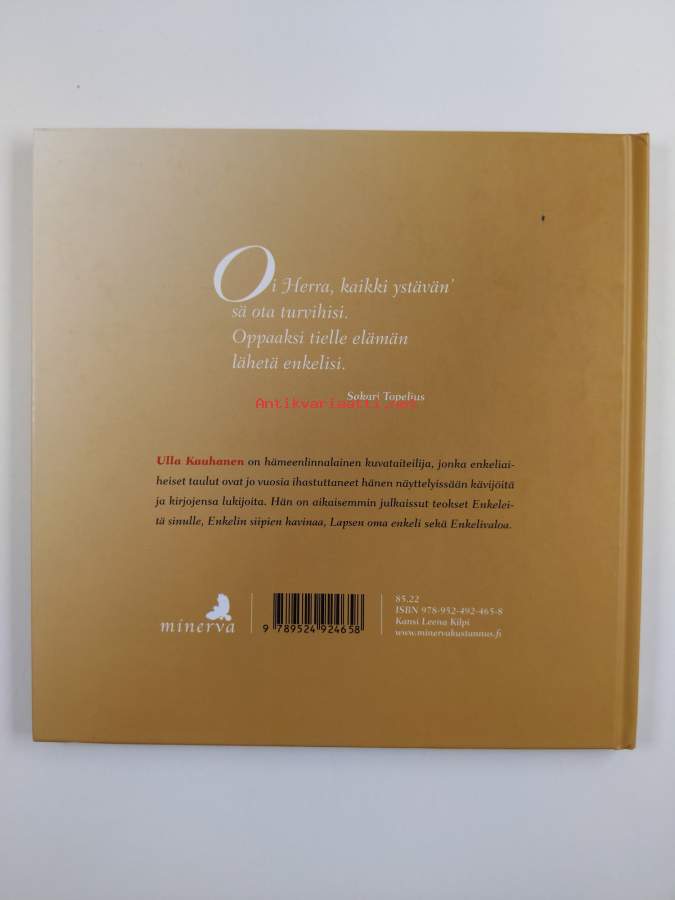 Oi Herra, kaikki ystävän'
sä ota turvihisi.
Oppaaksi tielle elämän
lähetä enkelisi.
Sakari Topelius
Antikvariaatti.net
Ulla Kauhanen on hämeenlinnalainen kuvataiteilija, jonka enkeliai-
heiset taulut ovat jo vuosia ihastuttaneet hänen näyttelyissään kävijöitä
ja kirjojensa lukijoita. Hän on aikaisemmin julkaissut teokset Enkelei-
tä sinulle, Enkelin siipien havinaa, Lapsen oma enkeli sekä Enkelivaloa.
minerva
9 789524 924658
85.22
ISBN 978-952-492-465-8
Kansi Leena Kilpi
www.minervakustannus.fi